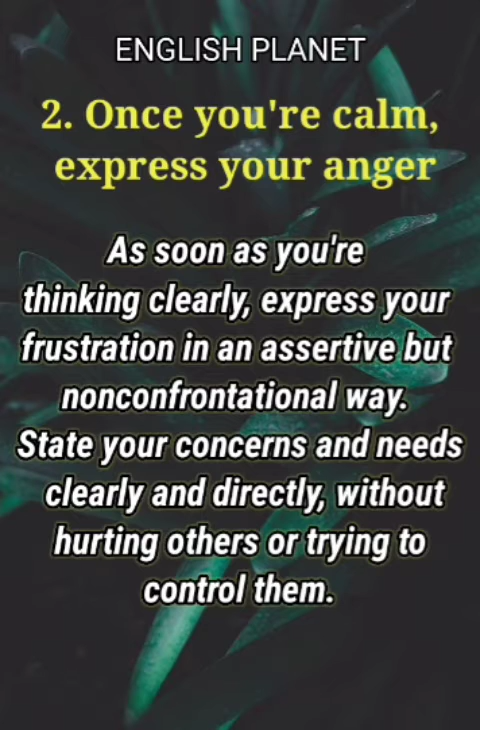 ENGLISH PLANET
2. Once you're calm,
express your anger
As soon as you're
thinking clearly, express your
frustration in an assertive but
nonconfrontational way.
State your concerns and needs
clearly and directly, without
hurting others or trying to
control them.